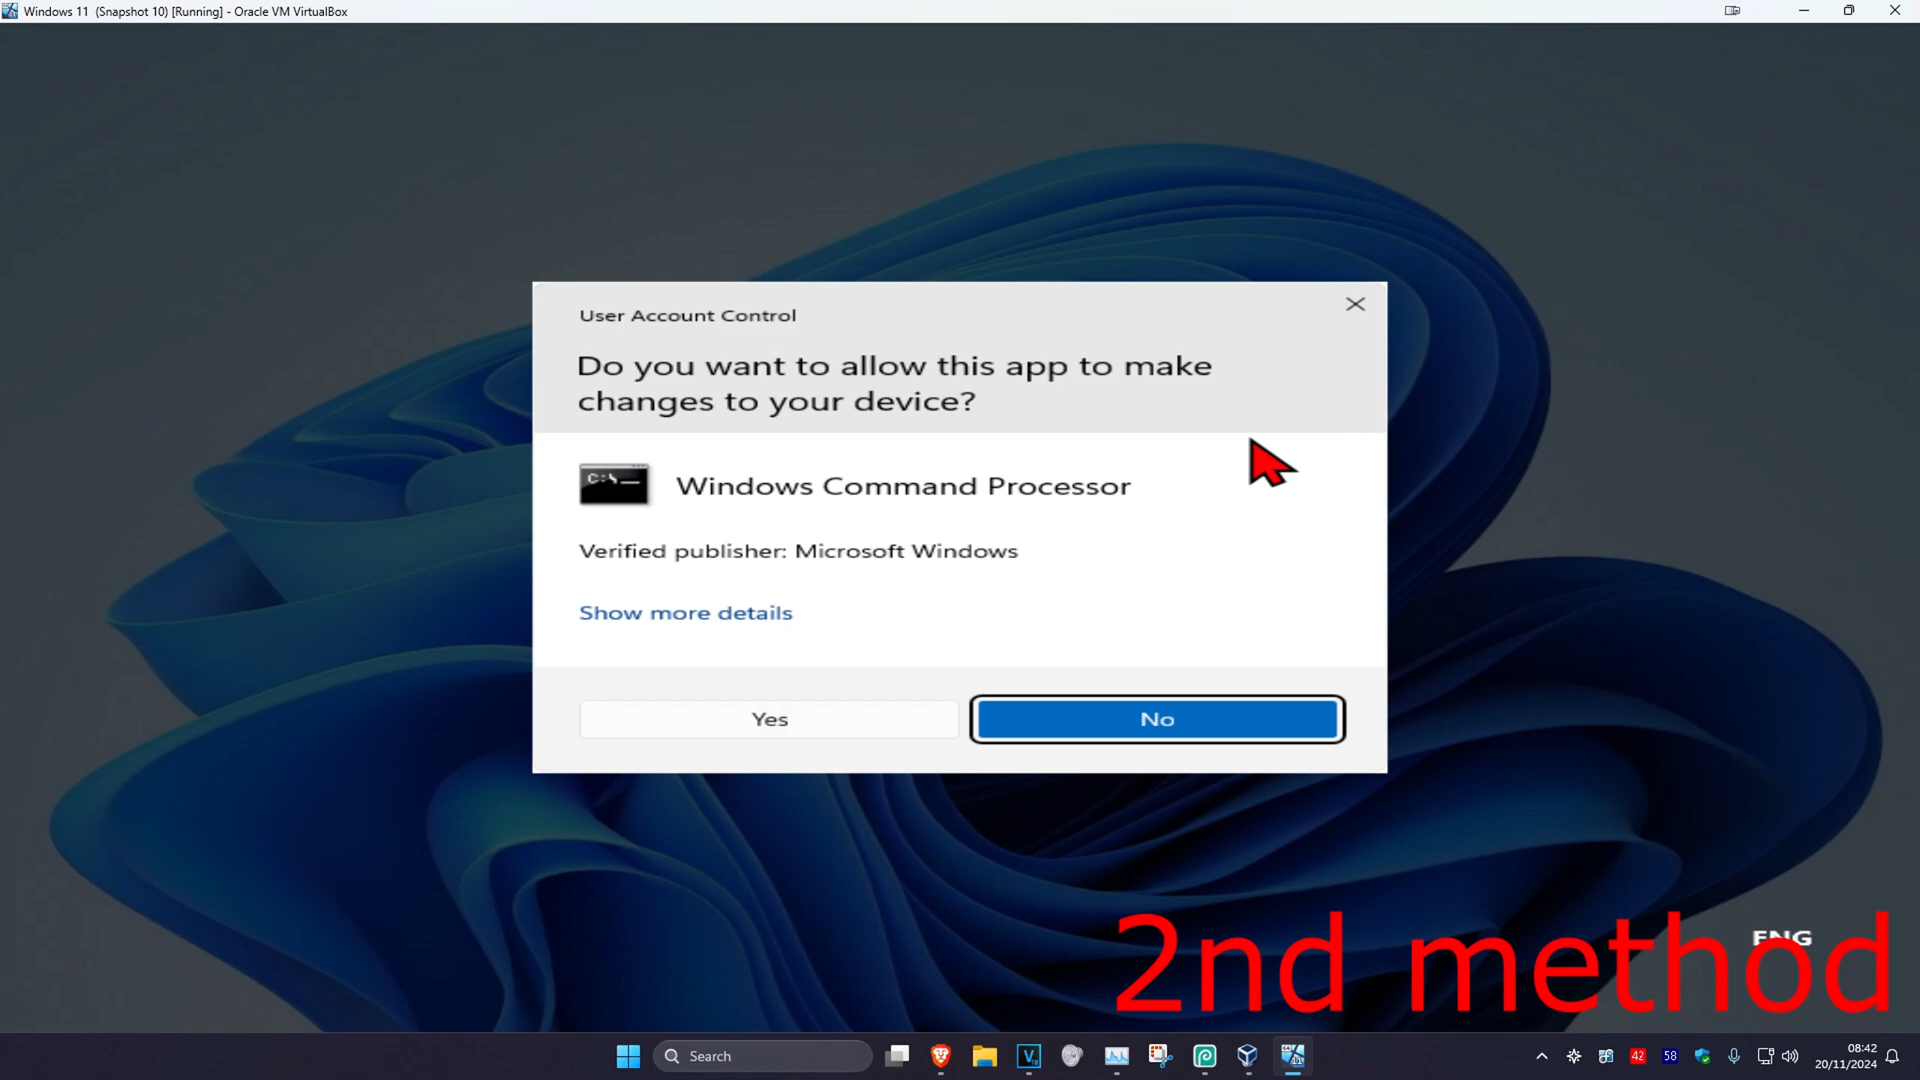 Windows 11 (Snapshot 10) [Running] - Oracle VM VirtualBox
User Account Control
Do you want to allow this app to make
changes to your device?
C:\
Windows Command Processor
Verified publisher: Microsoft Windows
Show more details
Yes
No
ENG
2nd method
Search
V
42
58
08:42
20/11/2024